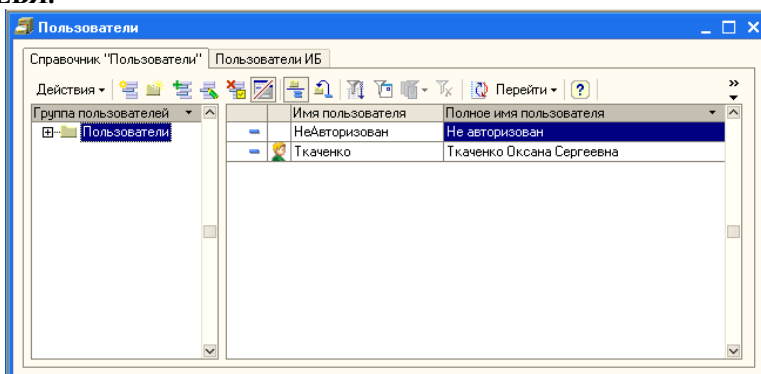 Пользователи
Справочник "Пользователи" Пользователи ИБ
Действия Перейти ?
Группа пользователей Имя пользователя Полное имя пользователя
Пользователи НеАвторизован Не авторизован
Ткаченко Ткаченко Оксана Сергеевна